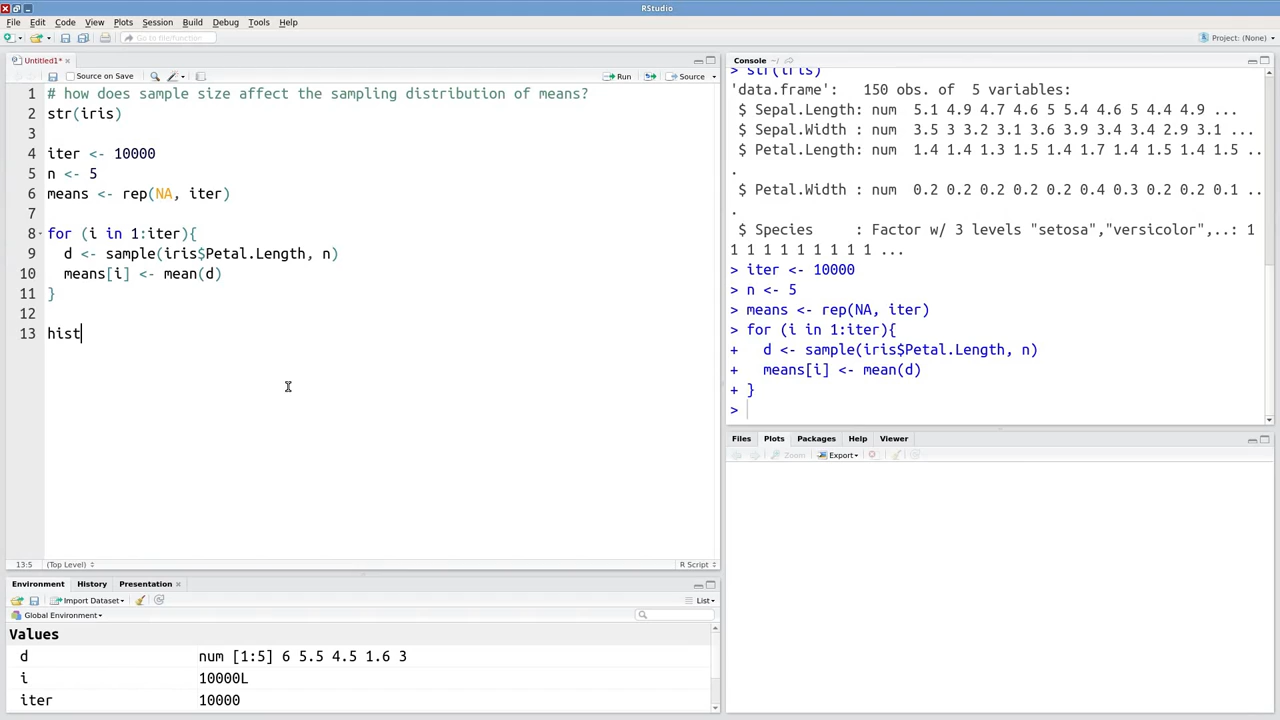 RStudio
File Edit Code View Plots Session Build Debug Tools Help
Go to file/function
Project: (None)
Untitled1*
Source on Save
Run
Source
1 # how does sample size affect the sampling distribution of means?
2 str(iris)
3
4 iter <- 10000
5 n <- 5
6 means <- rep(NA, iter)
7
8 for (i in 1:iter){
9 d <- sample(iris$Petal.Length, n)
10 means[i] <- mean(d)
11 }
12
13 hist
13:5 (Top Level) R Script
Environment History Presentation
Import Dataset List
Global Environment
Values
d num [1:5] 6 5.5 4.5 1.6 3
i 10000L
iter 10000
Console ~/
> str(iris)
'data.frame': 150 obs. of 5 variables:
$ Sepal.Length: num 5.1 4.9 4.7 4.6 5 5.4 4.6 5 4.4 4.9 ...
$ Sepal.Width : num 3.5 3 3.2 3.1 3.6 3.9 3.4 3.4 2.9 3.1 ...
$ Petal.Length: num 1.4 1.4 1.3 1.5 1.4 1.7 1.4 1.5 1.4 1.5 ..
.
$ Petal.Width : num 0.2 0.2 0.2 0.2 0.2 0.4 0.3 0.2 0.2 0.1 ..
.
$ Species : Factor w/ 3 levels "setosa","versicolor",..: 1
1 1 1 1 1 1 1 1 1 ...
> iter <- 10000
> n <- 5
> means <- rep(NA, iter)
> for (i in 1:iter){
+ d <- sample(iris$Petal.Length, n)
+ means[i] <- mean(d)
+ }
>
Files Plots Packages Help Viewer
Zoom Export